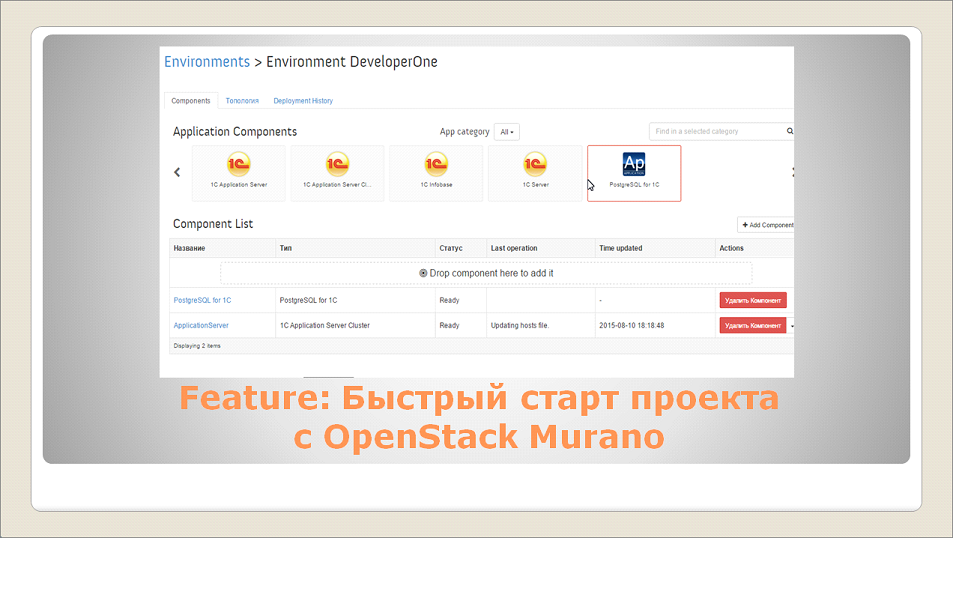 Environments > Environment DeveloperOne
Components Топология Deployment History
Application Components App category All Find in a selected category
1C 1C 1C 1C Ap
1C Application Server 1C Application Server Cl... 1C Infobase 1C Server PostgreSQL for 1C
Component List + Add Component
Название Тип Статус Last operation Time updated Actions
Drop component here to add it
PostgreSQL for 1C PostgreSQL for 1C Ready - Удалить Компонент
ApplicationServer 1C Application Server Cluster Ready Updating hosts file. 2015-08-10 18:18:48 Удалить Компонент
Displaying 2 items
Feature: Быстрый старт проекта
с OpenStack Murano